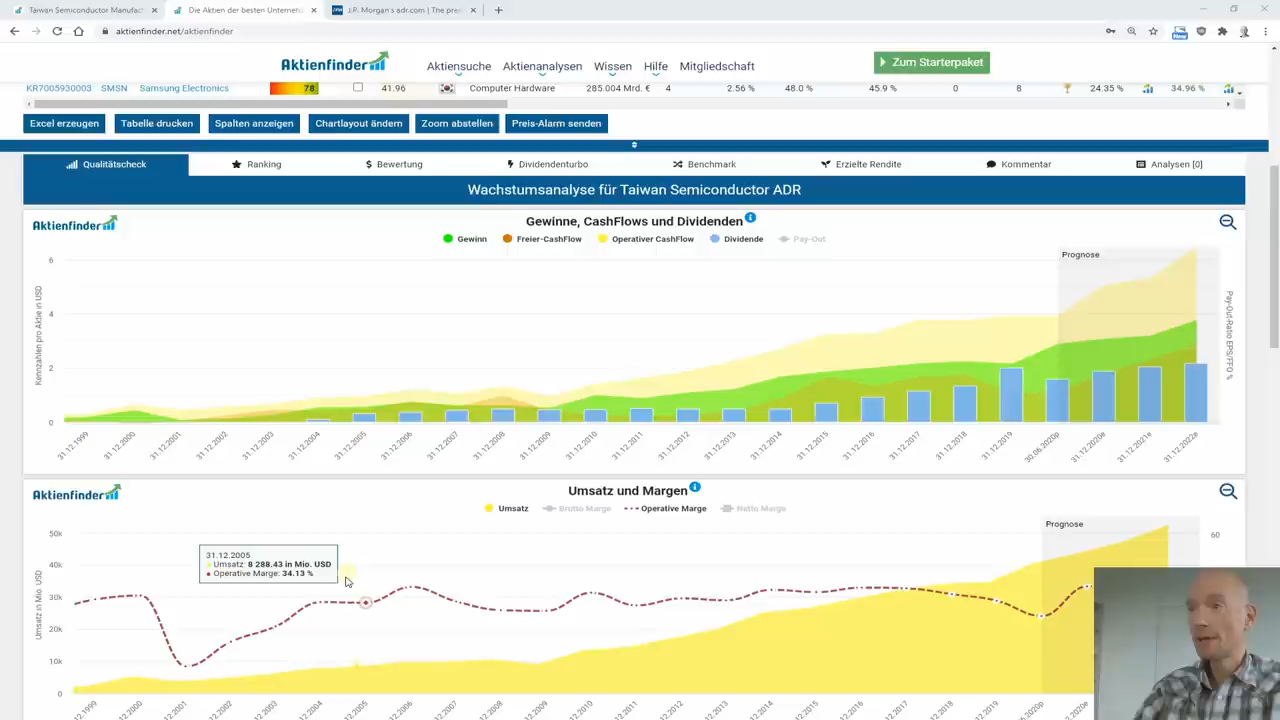 Taiwan Semiconductor Manufact
Die Aktien der besten Unterneh
J.P. Morgan's adr.com | The pre
aktienfinder.net/aktienfinder
New
Aktienfinder
Aktiensuche
Aktienanalysen
Wissen
Hilfe
Mitgliedschaft
Zum Starterpaket
KR7005930003 SMSN Samsung Electronics 78 41.96 Computer Hardware 285.004 Mrd. € 4 2.56 % 48.0 % 45.9 % 0 8 24.35 % 34.96 %
Excel erzeugen
Tabelle drucken
Spalten anzeigen
Chartlayout ändern
Zoom abstellen
Preis-Alarm senden
Qualitätscheck
Ranking
$ Bewertung
Dividendenturbo
Benchmark
Erzielte Rendite
Kommentar
Analysen [0]
Wachstumsanalyse für Taiwan Semiconductor ADR
Aktienfinder
Gewinne, CashFlows und Dividenden
Gewinn
Freier-CashFlow
Operativer CashFlow
Dividende
Pay-Out
Prognose
6
4
2
0
Kennzahlen pro Aktie in USD
Pay-Out-Ratio EPS/FFO %
31.12.1999
31.12.2000
31.12.2001
31.12.2002
31.12.2003
31.12.2004
31.12.2005
31.12.2006
31.12.2007
31.12.2008
31.12.2009
31.12.2010
31.12.2011
31.12.2012
31.12.2013
31.12.2014
31.12.2015
31.12.2016
31.12.2017
31.12.2018
31.12.2019
30.06.2020p
31.12.2020e
31.12.2021e
31.12.2022e
Aktienfinder
Umsatz und Margen
Umsatz
Brutto Marge
Operative Marge
Netto Marge
Prognose
50k
40k
30k
20k
10k
0
60
Umsatz in Mio. USD
31.12.2005
Umsatz: 8 288.43 in Mio. USD
Operative Marge: 34.13 %